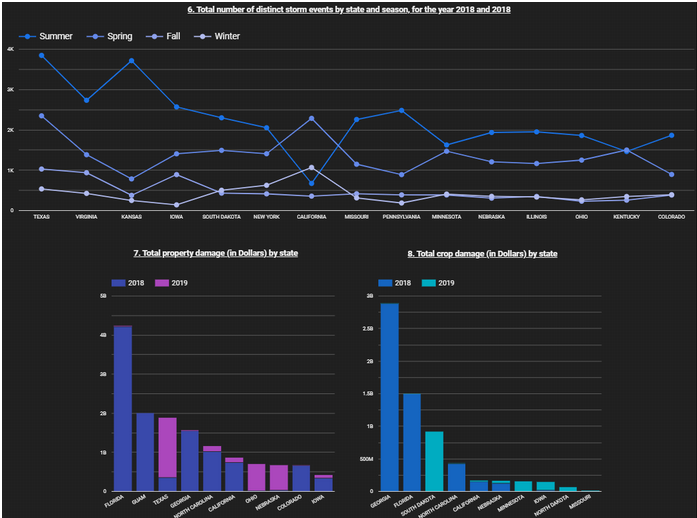 6. Total number of distinct storm events by state and season, for the year 2018 and 2018
Summer Spring Fall Winter
4K
3K
2K
1K
0
TEXAS VIRGINIA KANSAS IOWA SOUTH DAKOTA NEW YORK CALIFORNIA MISSOURI PENNSYLVANIA MINNESOTA NEBRASKA ILLINOIS OHIO KENTUCKY COLORADO
7. Total property damage (in Dollars) by state
2018 2019
5B
4B
3B
2B
1B
0
FLORIDA GUAM TEXAS GEORGIA NORTH CAROLINA CALIFORNIA OHIO NEBRASKA COLORADO IOWA
8. Total crop damage (in Dollars) by state
2018 2019
3B
2.5B
2B
1.5B
1B
500M
0
GEORGIA FLORIDA SOUTH DAKOTA NORTH CAROLINA CALIFORNIA NEBRASKA MINNESOTA IOWA NORTH DAKOTA MISSOURI